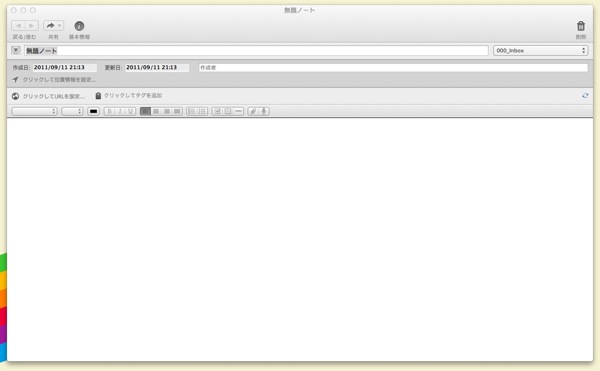 無題ノート
戻る/進む 共有 基本情報 削除
無題ノート 000_Inbox
作成日: 2011/09/11 21:13 更新日: 2011/09/11 21:13 作成者
クリックして位置情報を設定...
クリックしてURLを設定... クリックしてタグを追加
B I U